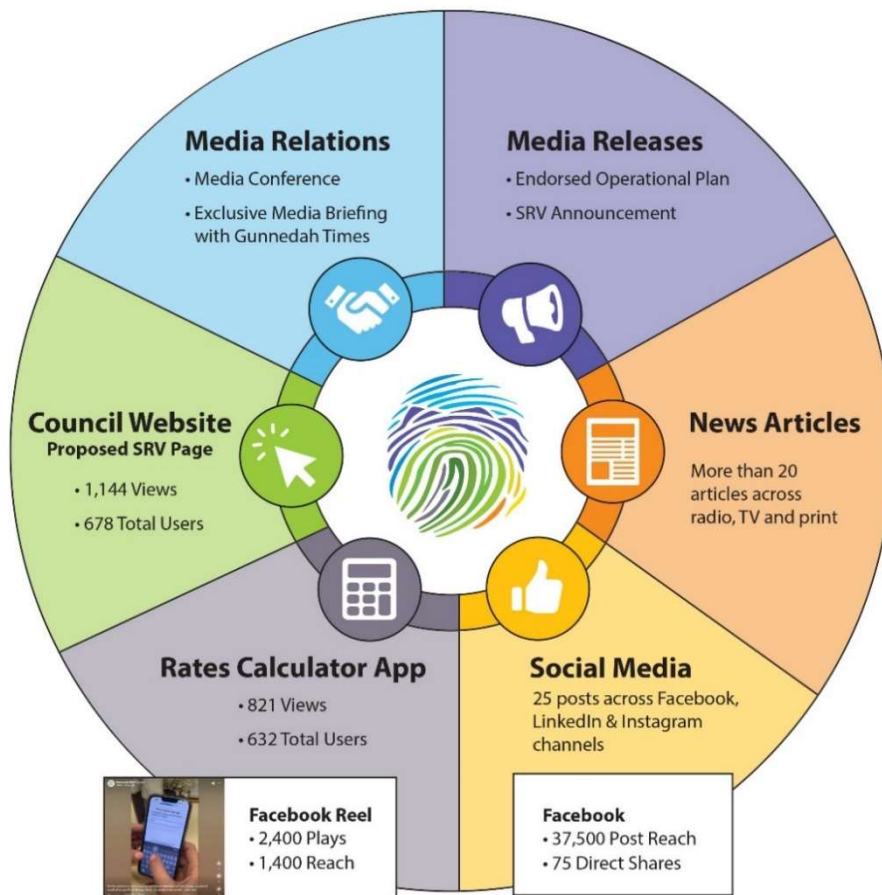 Media Relations
• Media Conference
• Exclusive Media Briefing
with Gunnedah Times
Media Releases
• Endorsed Operational Plan
• SRV Announcement
Council Website
Proposed SRV Page
• 1,144 Views
• 678 Total Users
News Articles
More than 20
articles across
radio, TV and print
Rates Calculator App
• 821 Views
• 632 Total Users
Social Media
25 posts across Facebook,
LinkedIn & Instagram
channels
Facebook Reel
• 2,400 Plays
• 1,400 Reach
Facebook
• 37,500 Post Reach
• 75 Direct Shares